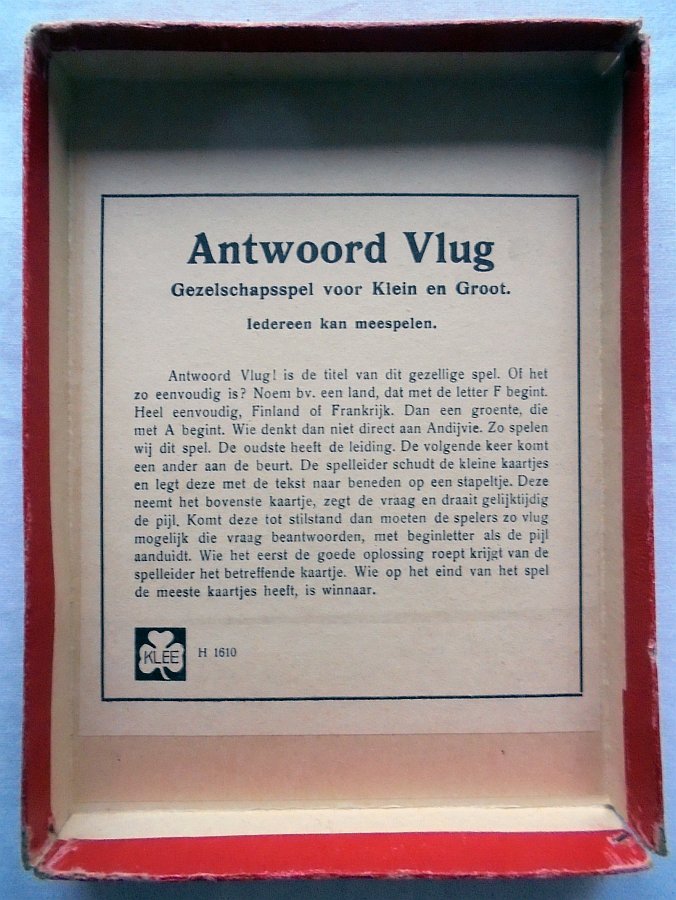 Antwoord Vlug
Gezelschapsspel voor Klein en Groot.
Iedereen kan meespelen.
Antwoord Vlug! is de titel van dit gezellige spel. Of het
zo eenvoudig is? Noem bv. een land, dat met de letter F begint.
Heel eenvoudig, Finland of Frankrijk. Dan een groente, die
met A begint. Wie denkt dan niet direct aan Andijvie. Zo spelen
wij dit spel. De oudste heeft de leiding. De volgende keer komt
een ander aan de beurt. De spelleider schudt de kleine kaartjes
en legt deze met de tekst naar beneden op een stapeltje. Deze
neemt het bovenste kaartje, zegt de vraag en draait gelijktijdig
de pijl. Komt deze tot stilstand dan moeten de spelers zo vlug
mogelijk die vraag beantwoorden, met beginletter als de pijl
aanduidt. Wie het eerst de goede oplossing roept krijgt van de
spelleider het betreffende kaartje. Wie op het eind van het spel
de meeste kaartjes heeft, is winnaar.
KLEE H 1610